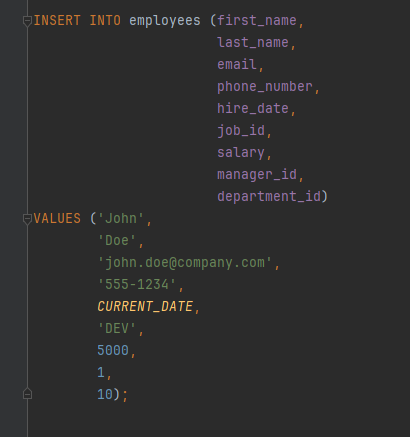 INSERT INTO employees (first_name,
last_name,
email,
phone_number,
hire_date,
job_id,
salary,
manager_id,
department_id)
VALUES ('John',
'Doe',
'john.doe@company.com',
'555-1234',
CURRENT_DATE,
'DEV',
5000,
1,
10);